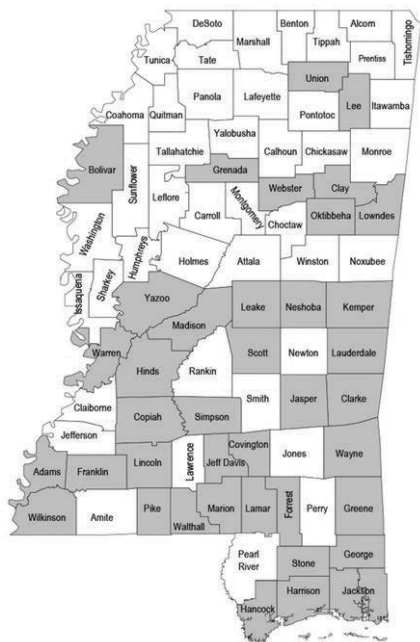 DeSoto
Marshall
Benton
Tippah
Alcorn
Prentiss
Tishomingo
Tunica
Tate
Union
Lee
Panola
Lafeyette
Pontotoc
Itawamba
Coahoma
Quitman
Yalobusha
Bolivar
Sunflower
Tallahatchie
Grenada
Calhoun
Chickasaw
Monroe
Leflore
Carroll
Montgomery
Webster
Clay
Choctaw
Oktibbeha
Lowndes
Washington
Humphreys
Holmes
Attala
Winston
Noxubee
Issaquena
Sharkey
Yazoo
Madison
Leake
Neshoba
Kemper
Warren
Hinds
Rankin
Scott
Newton
Lauderdale
Claiborne
Copiah
Simpson
Smith
Jasper
Clarke
Jefferson
Adams
Franklin
Lincoln
Lawrence
Jeff Davis
Covington
Jones
Wayne
Wilkinson
Amite
Pike
Walthall
Marion
Lamar
Forrest
Perry
Greene
Pearl
River
Stone
George
Hancock
Harrison
Jackson